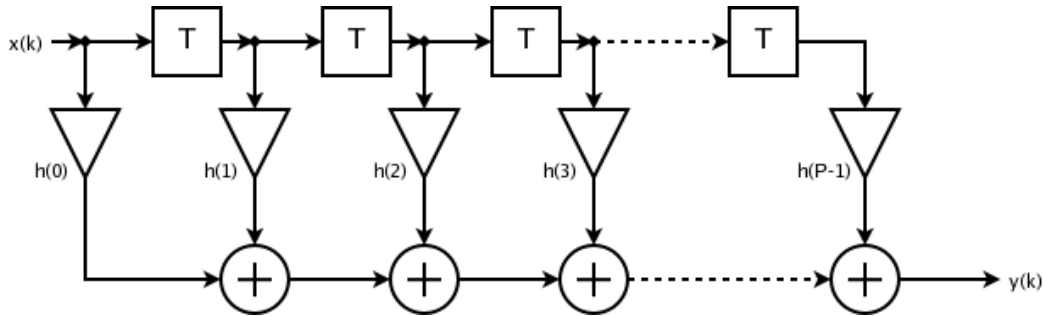 x(k) T T T T
h(0) h(1) h(2) h(3) h(P-1)
+ + + + y(k)